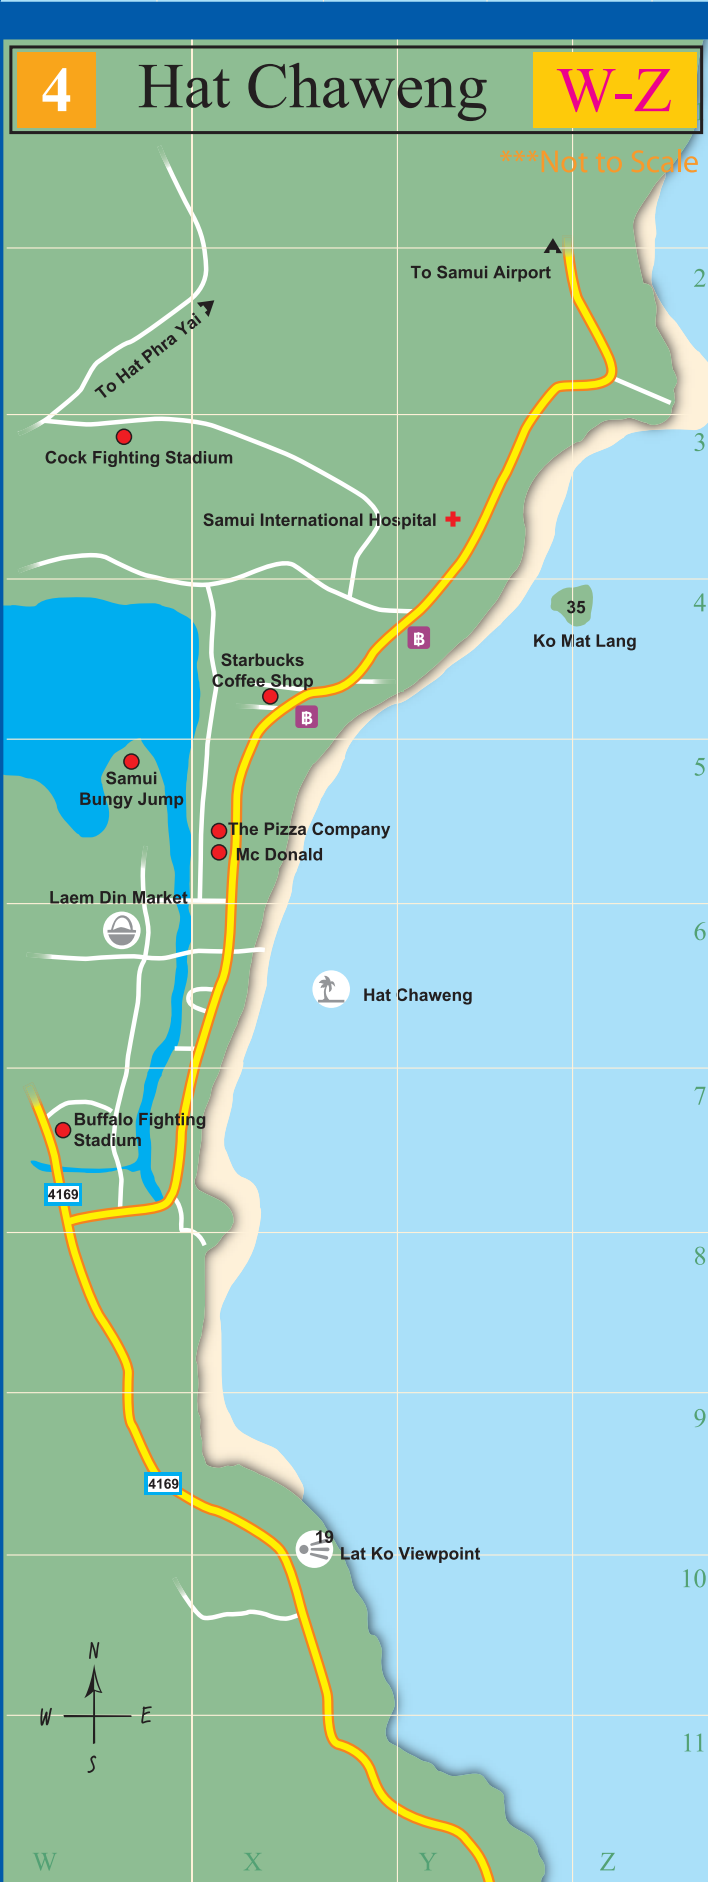 4 Hat Chaweng W-Z
***Not to Scale
To Samui Airport
2
To Hat Phra Yai
3
Cock Fighting Stadium
Samui International Hospital
4
35
Ko Mat Lang
฿
Starbucks
Coffee Shop
฿
5
Samui
Bungy Jump
The Pizza Company
Mc Donald
Laem Din Market
6
Hat Chaweng
7
Buffalo Fighting
Stadium
4169
8
9
4169
19
Lat Ko Viewpoint
10
N
W E
S
11
W X Y Z